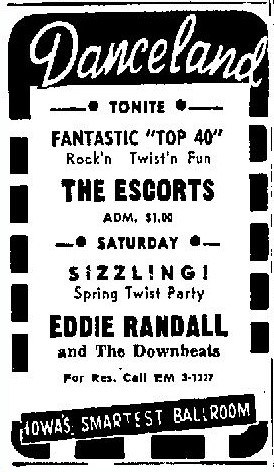 Danceland
TONITE
FANTASTIC "TOP 40"
Rock'n Twist'n Fun
THE ESCORTS
ADM. $1.00
SATURDAY
SIZZLING!
Spring Twist Party
EDDIE RANDALL
and The Downbeats
For Res. Call EM 3-1227
IOWA'S SMARTEST BALLROOM